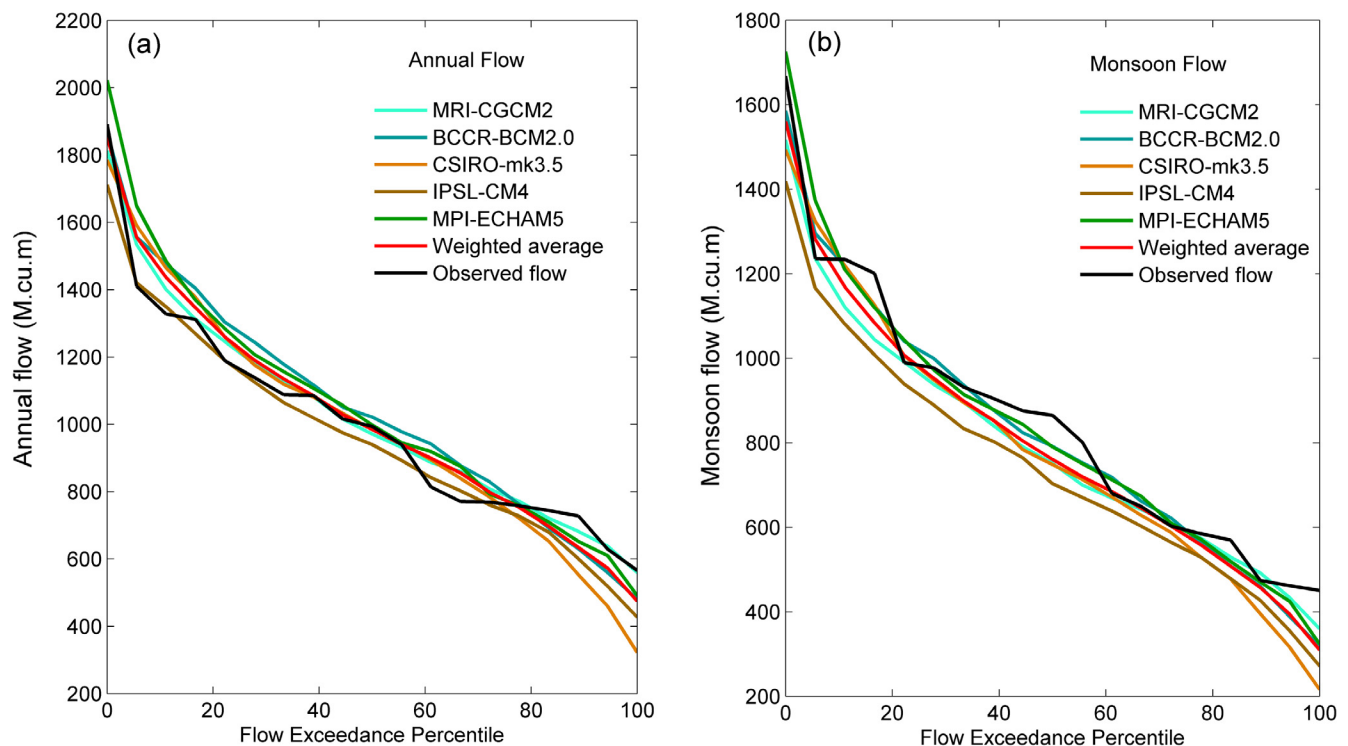 (a)
Annual Flow
MRI-CGCM2
BCCR-BCM2.0
CSIRO-mk3.5
IPSL-CM4
MPI-ECHAM5
Weighted average
Observed flow
2200
2000
1800
1600
1400
1200
1000
800
600
400
200
Annual flow (M.cu.m)
0 20 40 60 80 100
Flow Exceedance Percentile
(b)
Monsoon Flow
MRI-CGCM2
BCCR-BCM2.0
CSIRO-mk3.5
IPSL-CM4
MPI-ECHAM5
Weighted average
Observed flow
1800
1600
1400
1200
1000
800
600
400
200
Monsoon flow (M.cu.m)
0 20 40 60 80 100
Flow Exceedance Percentile